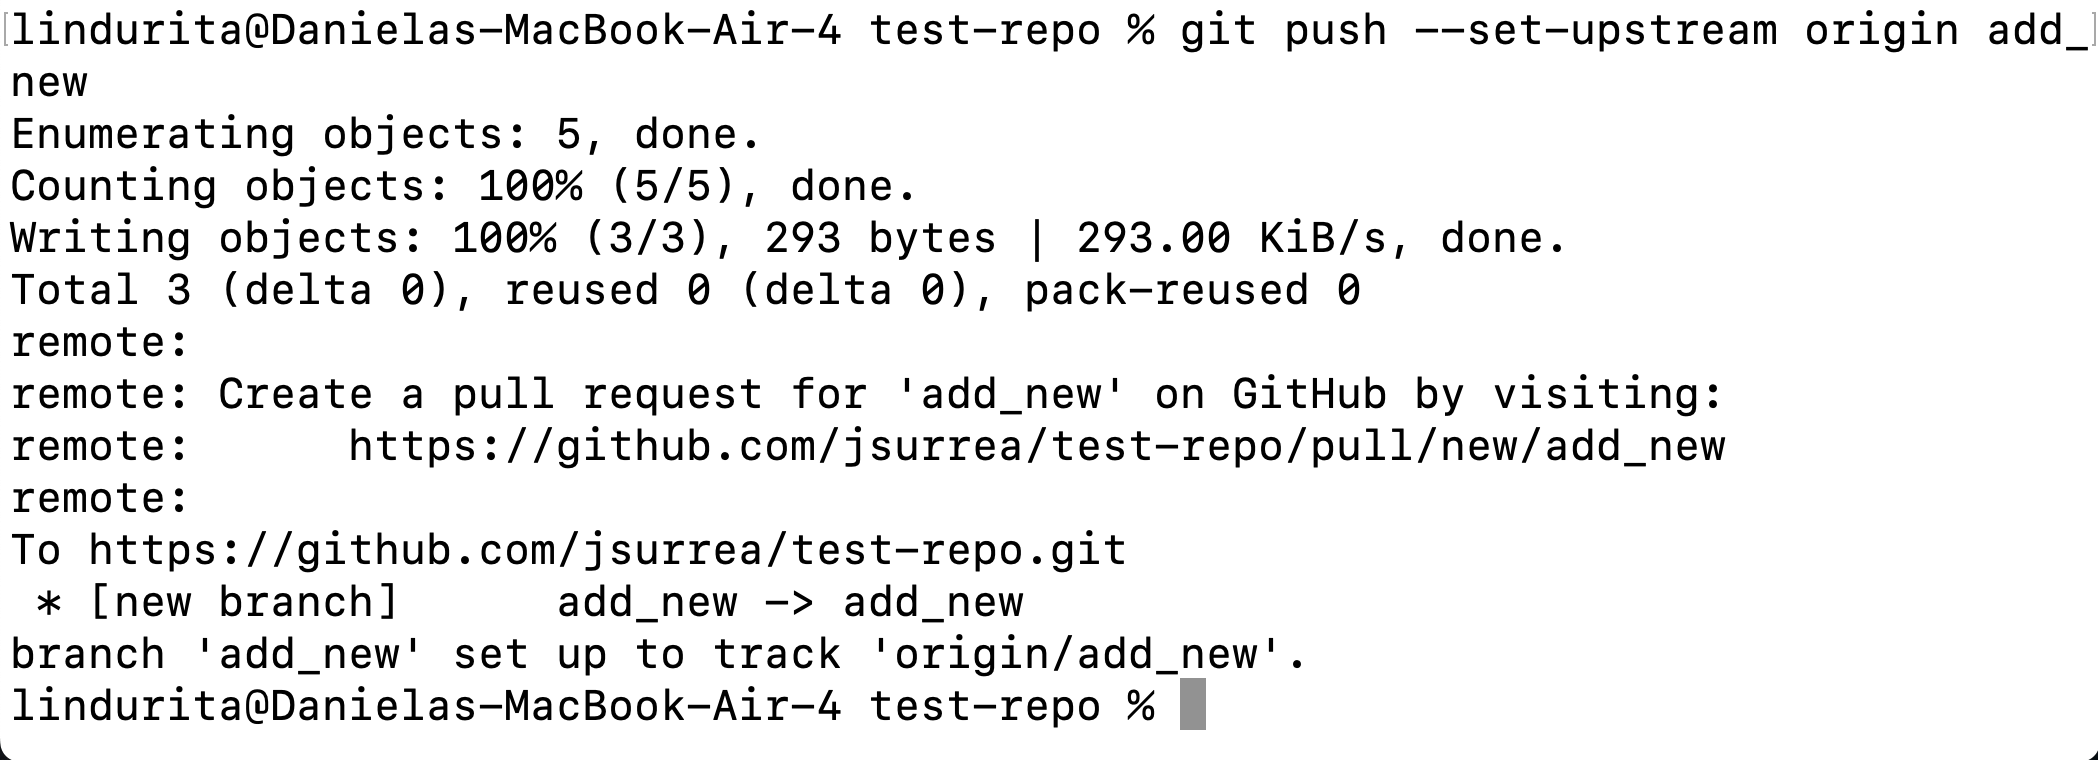 lindurita@Danielas-MacBook-Air-4 test-repo % git push --set-upstream origin add_
new
Enumerating objects: 5, done.
Counting objects: 100% (5/5), done.
Writing objects: 100% (3/3), 293 bytes | 293.00 KiB/s, done.
Total 3 (delta 0), reused 0 (delta 0), pack-reused 0
remote:
remote: Create a pull request for 'add_new' on GitHub by visiting:
remote:      https://github.com/jsurrea/test-repo/pull/new/add_new
remote:
To https://github.com/jsurrea/test-repo.git
 * [new branch]      add_new -> add_new
branch 'add_new' set up to track 'origin/add_new'.
lindurita@Danielas-MacBook-Air-4 test-repo %